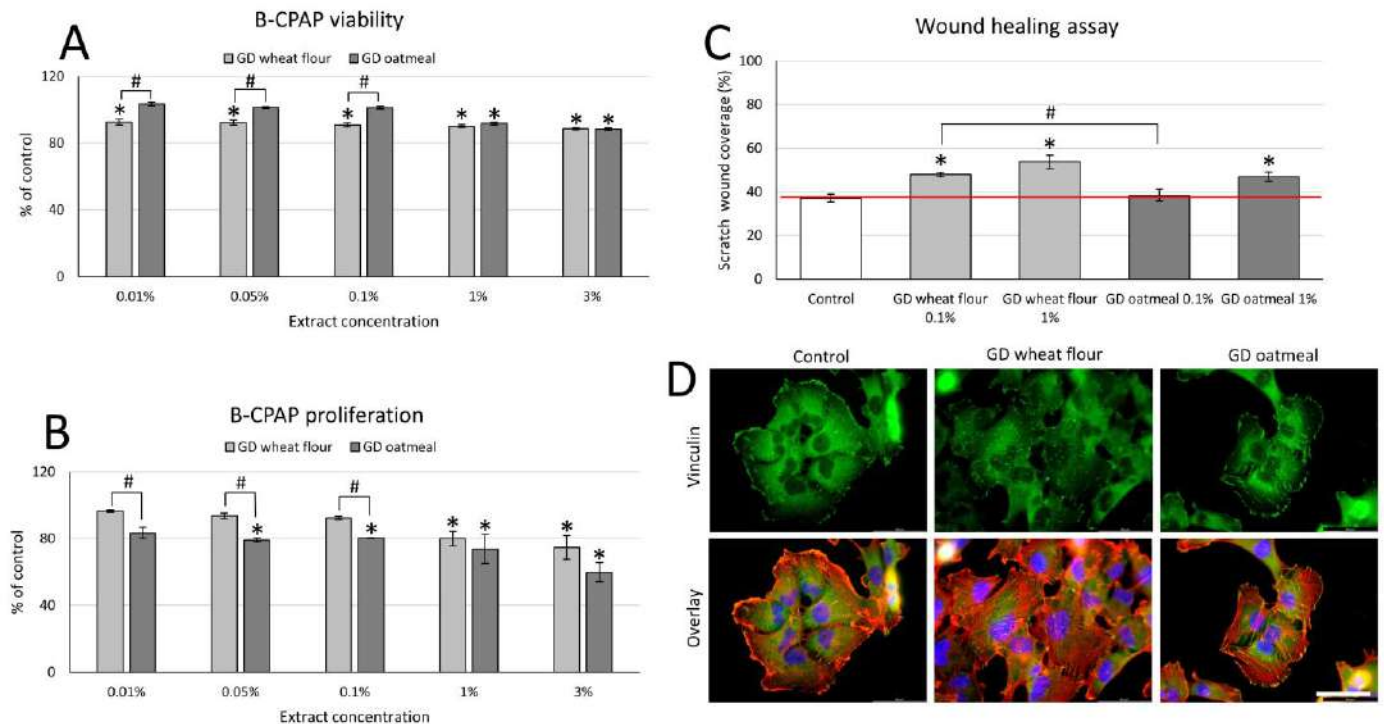 A
B-CPAP viability
GD wheat flour GD oatmeal
120
80
40
0
% of control
# # #
* * * * * * *
0.01% 0.05% 0.1% 1% 3%
Extract concentration
B
B-CPAP proliferation
GD wheat flour GD oatmeal
120
80
40
0
% of control
# # #
* * * * * *
0.01% 0.05% 0.1% 1% 3%
Extract concentration
C
Wound healing assay
100
80
60
40
20
0
Scratch wound coverage (%)
#
* * *
Control GD wheat flour GD wheat flour GD oatmeal 0.1% GD oatmeal 1%
0.1% 1%
D
Control GD wheat flour GD oatmeal
Vinculin
Overlay